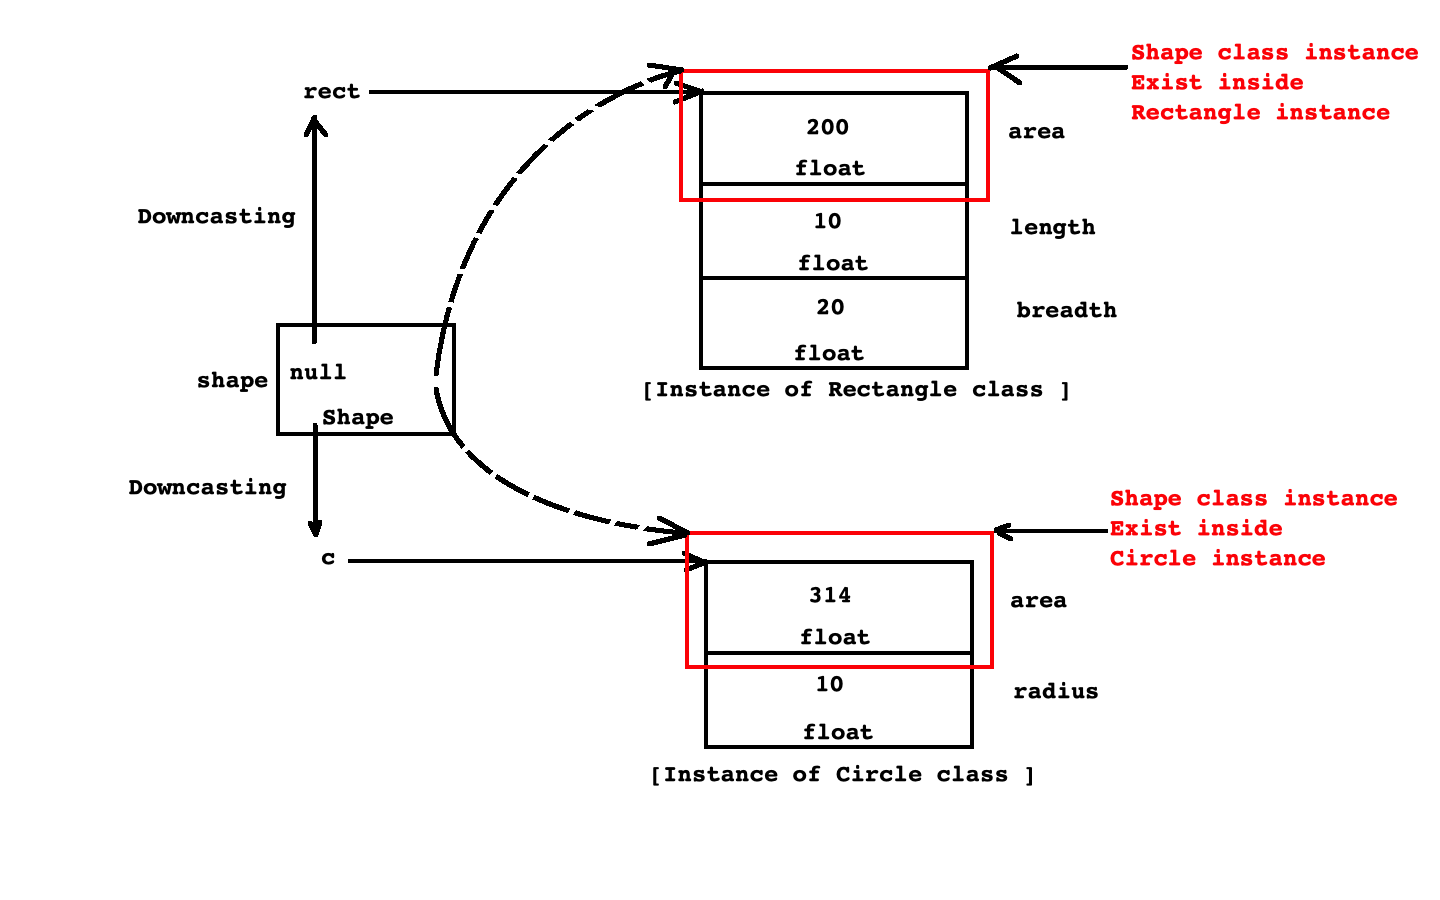 Shape class instance
Exist inside
Rectangle instance
rect
200
float
area
Downcasting
10
float
length
20
float
breadth
shape
null
Shape
[Instance of Rectangle class ]
Downcasting
Shape class instance
Exist inside
Circle instance
c
314
float
area
10
float
radius
[Instance of Circle class ]